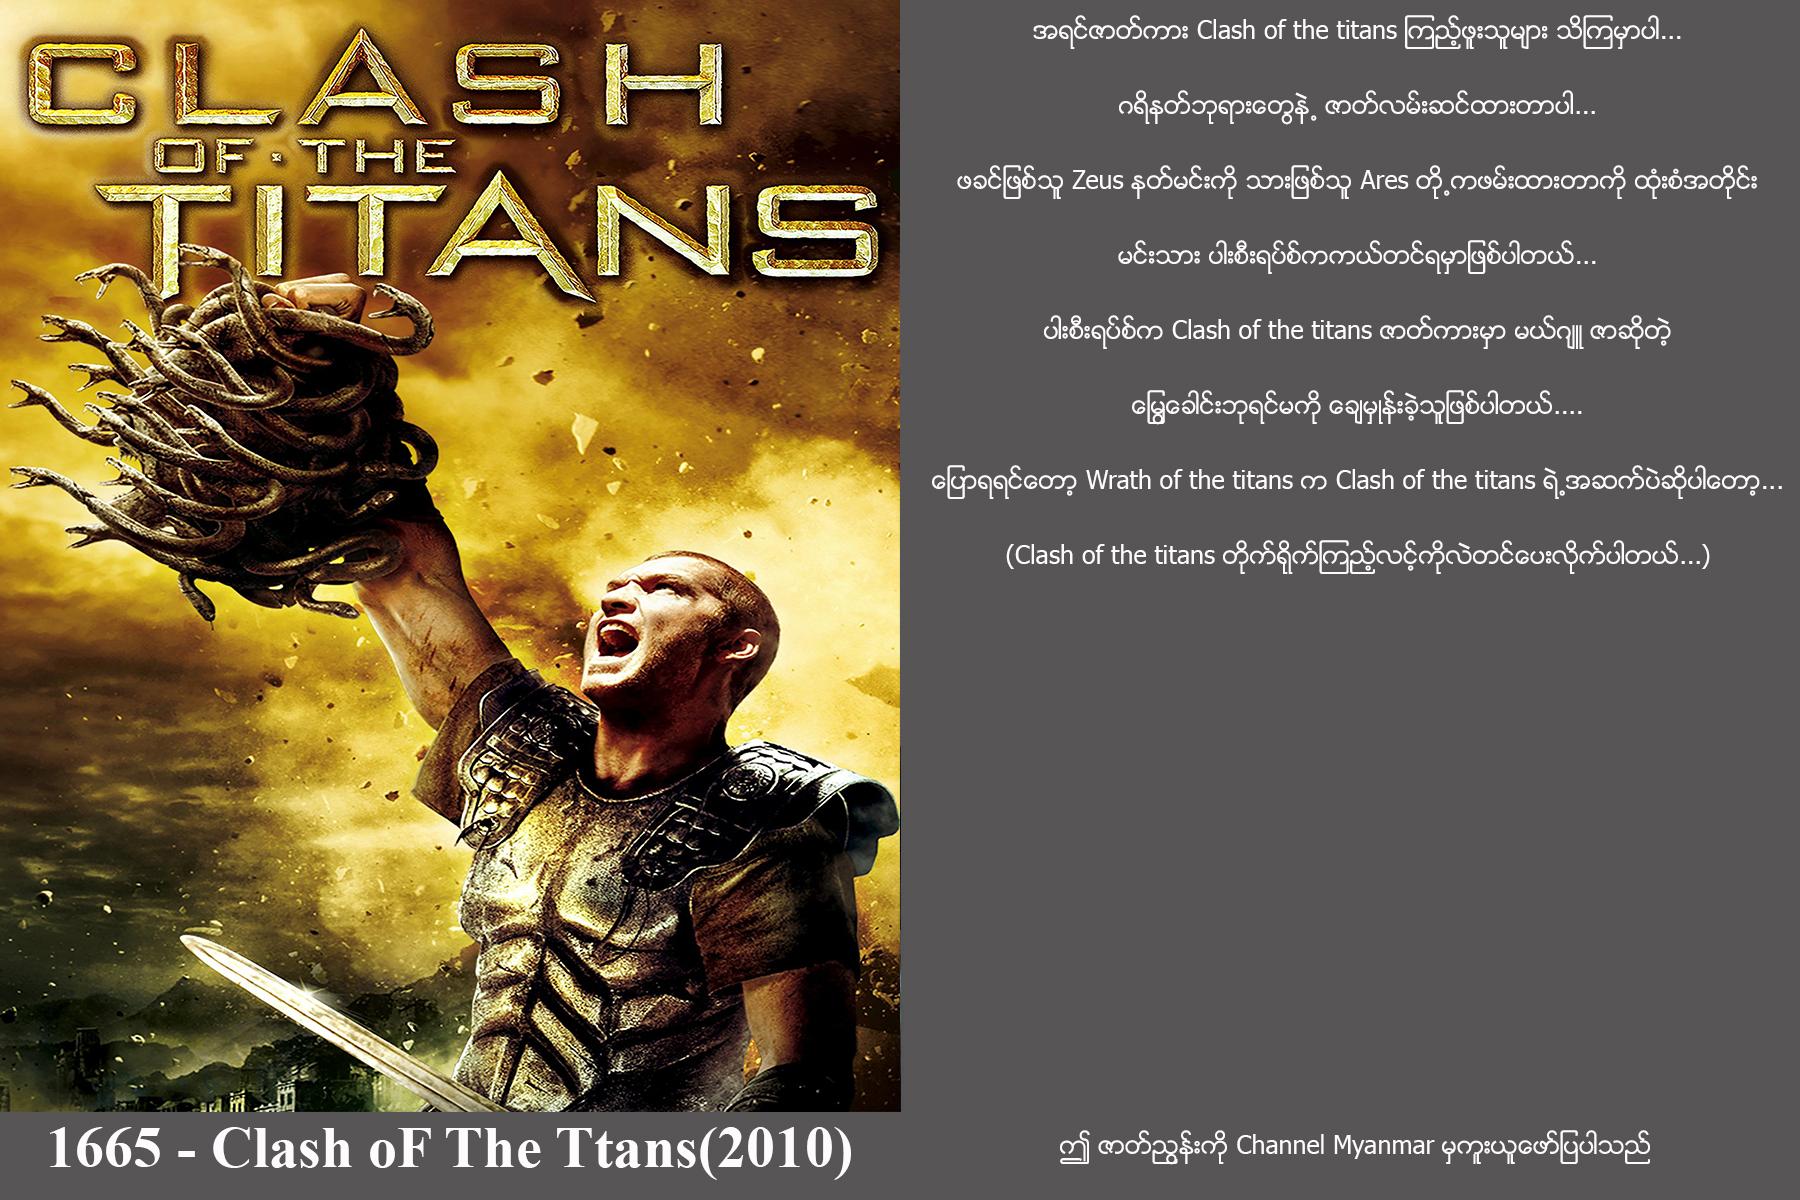 CLASH
OF · THE
TITANS
1665 - Clash oF The Ttans(2010)
အရင်ဇာတ်ကား Clash of the titans ကြည့်ဖူးသူများ သိကြမှာပါ...
ဂရိနတ်ဘုရားတွေနဲ့ ဇာတ်လမ်းဆင်ထားတာပါ...
ဖခင်ဖြစ်သူ Zeus နတ်မင်းကို သားဖြစ်သူ Ares တို့ကဖမ်းထားတာကို ထုံးစံအတိုင်း
မင်းသား ပါးစီးရပ်စ်ကကယ်တင်ရမှာဖြစ်ပါတယ်...
ပါးစီးရပ်စ်က Clash of the titans ဇာတ်ကားမှာ မယ်ဂျူ ဇာဆိုတဲ့
မြွေခေါင်းဘုရင်မကို ချေမှုန်းခဲ့သူဖြစ်ပါတယ်....
ပြောရရင်တော့ Wrath of the titans က Clash of the titans ရဲ့အဆက်ပဲဆိုပါတော့...
(Clash of the titans တိုက်ရိုက်ကြည့်လင့်ကိုလဲတင်ပေးလိုက်ပါတယ်...)
ဤ ဇာတ်ညွှန်းကို Channel Myanmar မှကူးယူဖော်ပြပါသည်